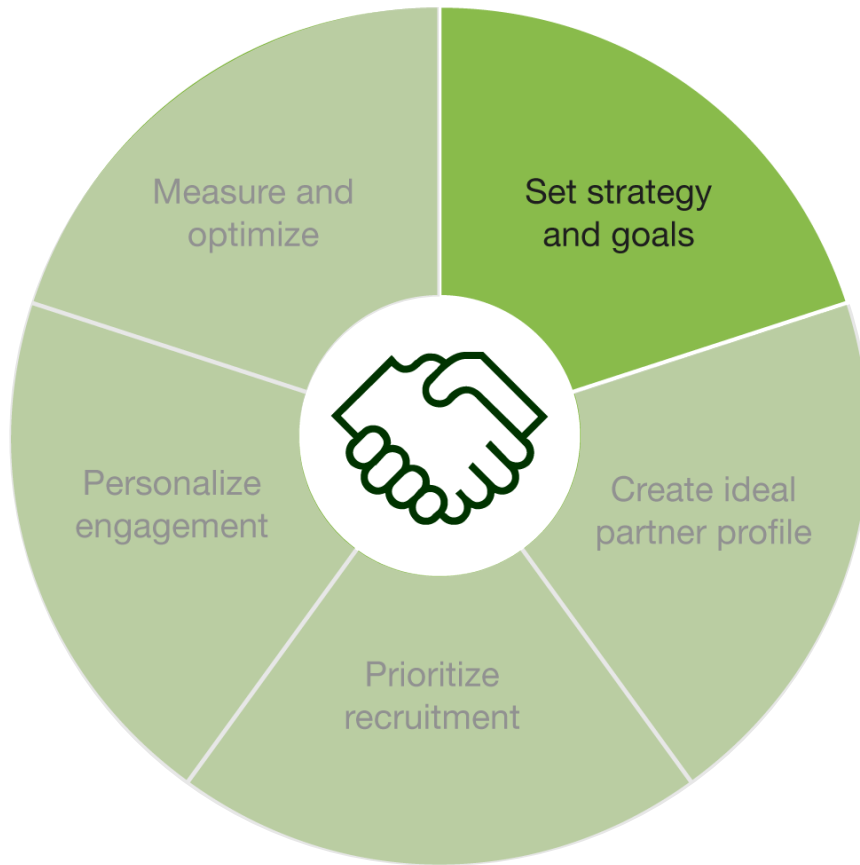 Set strategy
and goals
Create ideal
partner profile
Prioritize
recruitment
Personalize
engagement
Measure and
optimize